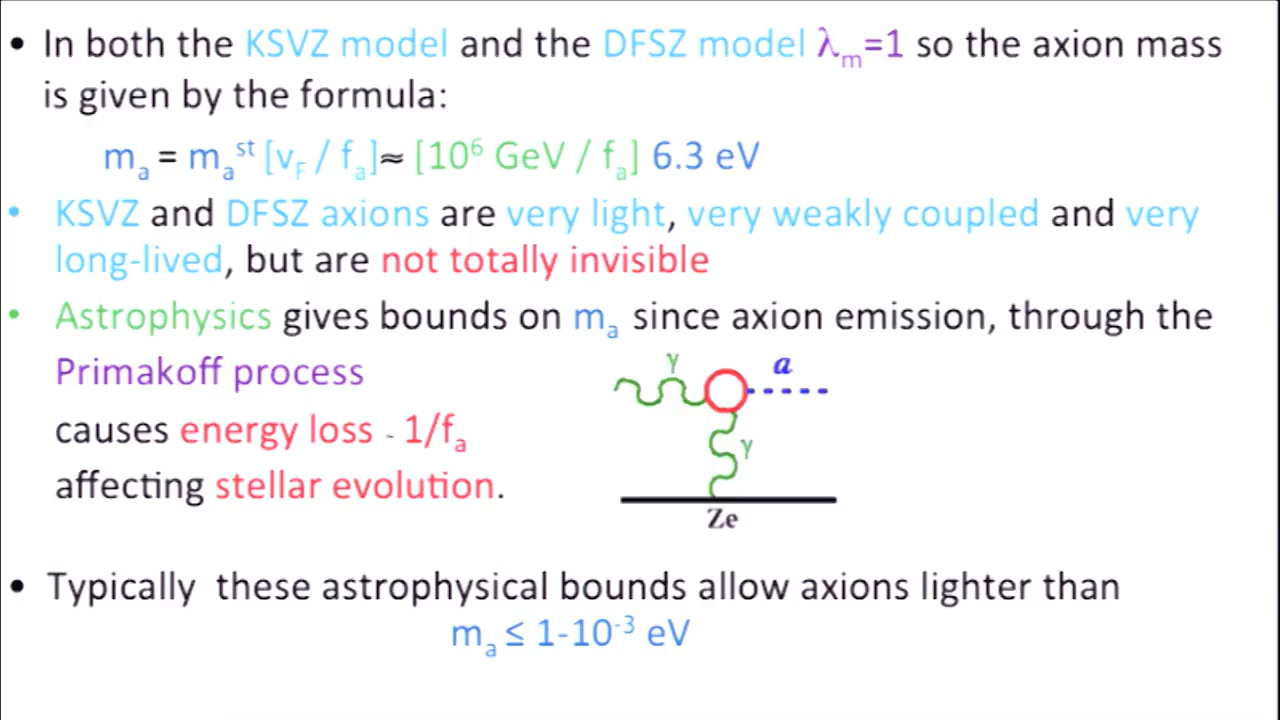 • In both the KSVZ model and the DFSZ model λₘ=1 so the axion mass
is given by the formula:
mₐ = mₐˢᵗ [v_F / fₐ]≈ [10⁶ GeV / fₐ] 6.3 eV
• KSVZ and DFSZ axions are very light, very weakly coupled and very
long-lived, but are not totally invisible
• Astrophysics gives bounds on mₐ since axion emission, through the
Primakoff process
γ
a
causes energy loss ~ 1/fₐ
γ
affecting stellar evolution.
Ze
• Typically these astrophysical bounds allow axions lighter than
mₐ ≤ 1-10⁻³ eV